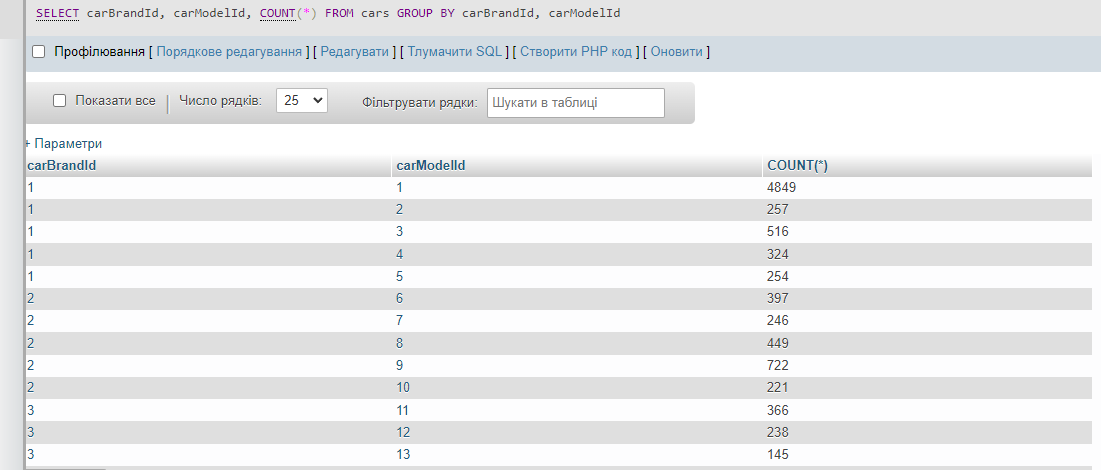 SELECT carBrandId, carModelId, COUNT(*) FROM cars GROUP BY carBrandId, carModelId
Профілювання [ Порядкове редагування ] [ Редагувати ] [ Тлумачити SQL ] [ Створити PHP код ] [ Оновити ]
Показати все Число рядків: 25 Фільтрувати рядки: Шукати в таблиці
+ Параметри
carBrandId carModelId COUNT(*)
1 1 4849
1 2 257
1 3 516
1 4 324
1 5 254
2 6 397
2 7 246
2 8 449
2 9 722
2 10 221
3 11 366
3 12 238
3 13 145